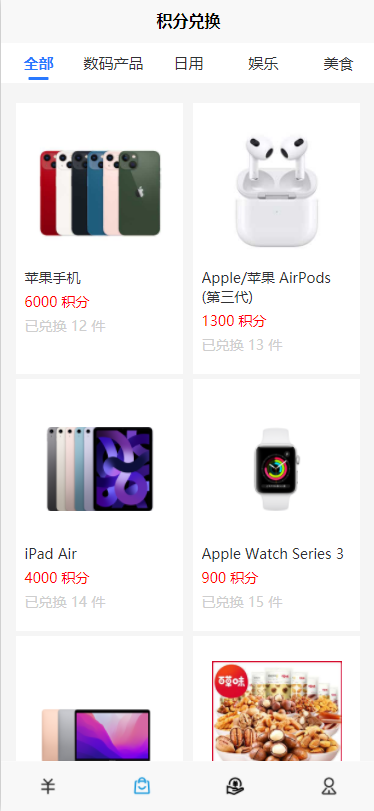 积分兑换
全部 数码产品 日用 娱乐 美食
苹果手机
6000 积分
已兑换 12 件
Apple/苹果 AirPods
(第三代)
1300 积分
已兑换 13 件
iPad Air
4000 积分
已兑换 14 件
Apple Watch Series 3
900 积分
已兑换 15 件
百草味